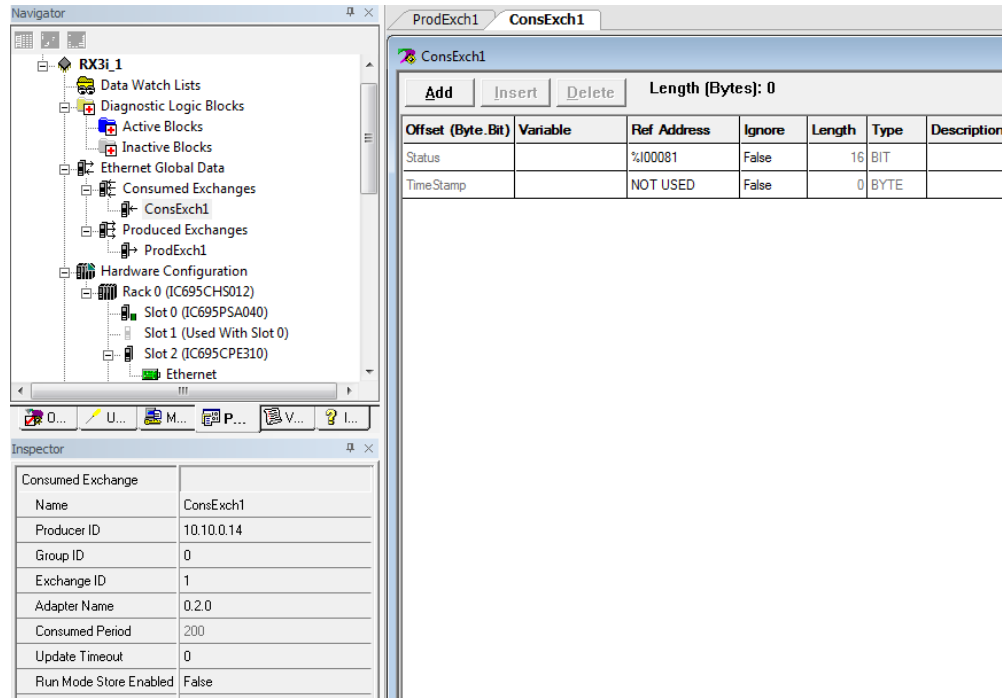 Navigator
RX3i_1
Data Watch Lists
Diagnostic Logic Blocks
Active Blocks
Inactive Blocks
Ethernet Global Data
Consumed Exchanges
ConsExch1
Produced Exchanges
ProdExch1
Hardware Configuration
Rack 0 (IC695CHS012)
Slot 0 (IC695PSA040)
Slot 1 (Used With Slot 0)
Slot 2 (IC695CPE310)
Ethernet
O... U... M... P... V... I...
Inspector
Consumed Exchange
Name ConsExch1
Producer ID 10.10.0.14
Group ID 0
Exchange ID 1
Adapter Name 0.2.0
Consumed Period 200
Update Timeout 0
Run Mode Store Enabled False
ProdExch1 ConsExch1
ConsExch1
Add Insert Delete Length (Bytes): 0
Offset (Byte.Bit) Variable Ref Address Ignore Length Type Description
Status %I00081 False 16 BIT
TimeStamp NOT USED False 0 BYTE